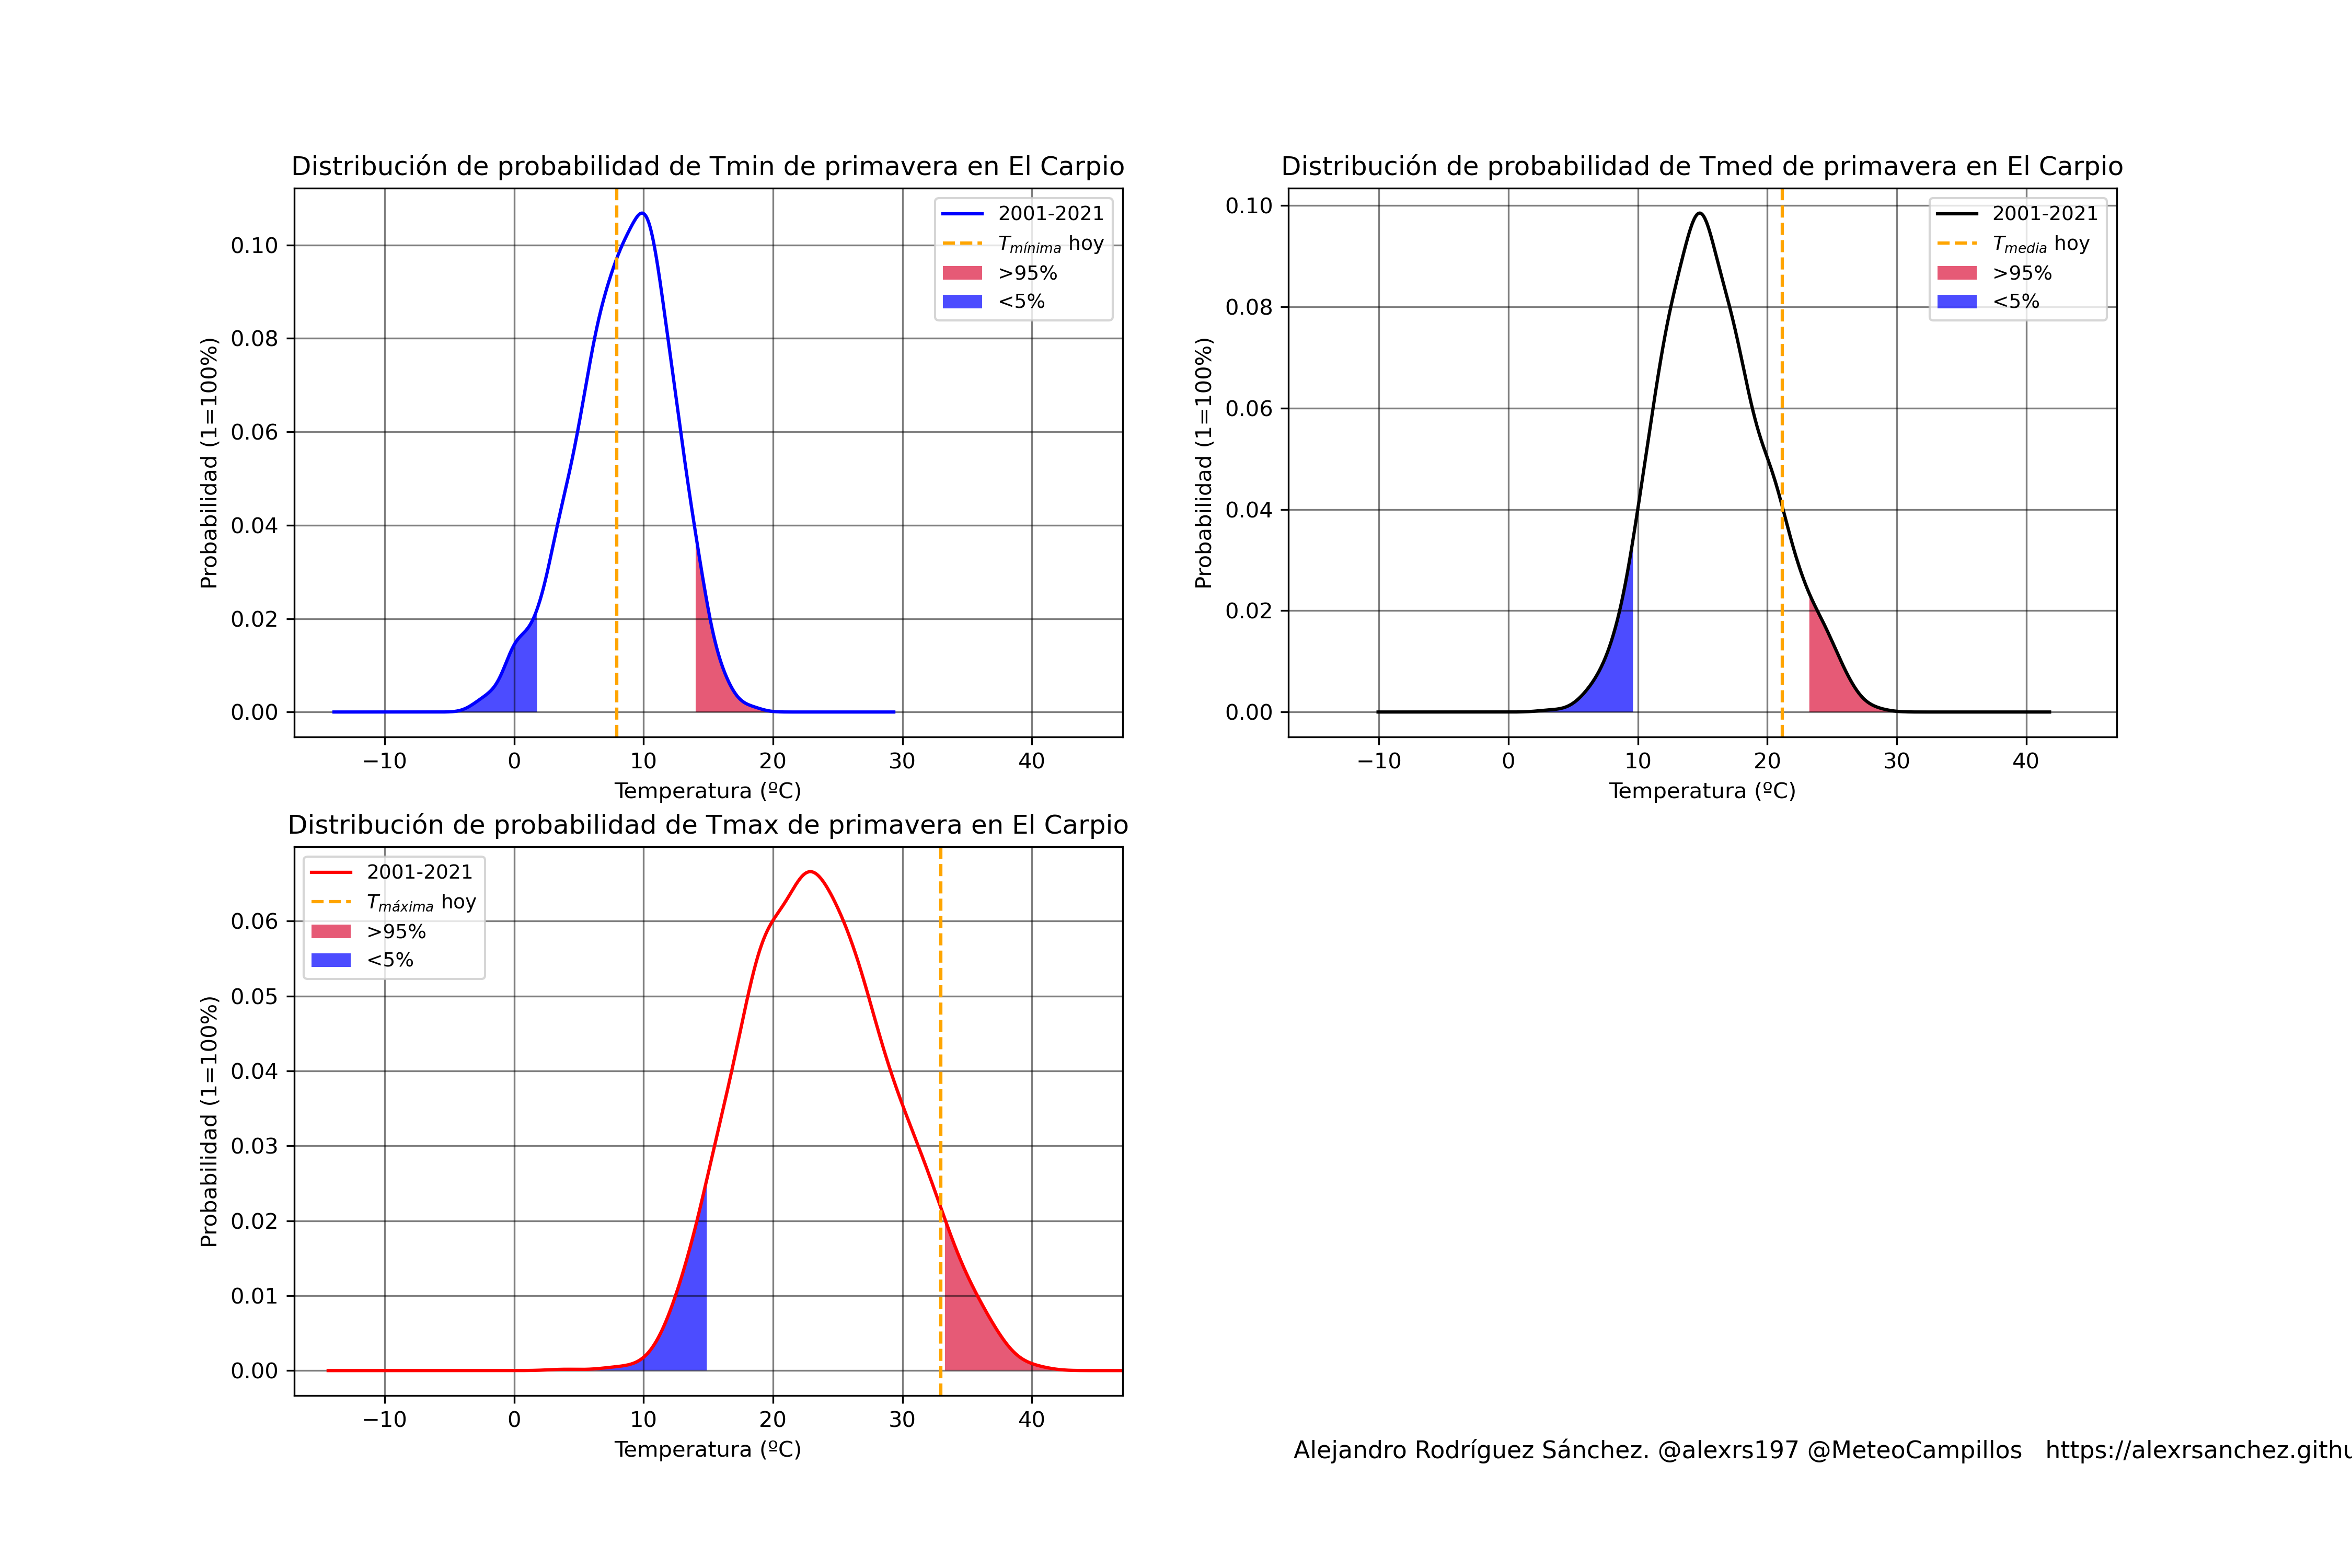 Distribución de probabilidad de Tmin de primavera en El Carpio
Probabilidad (1=100%)
0.10
0.08
0.06
0.04
0.02
0.00
−10 0 10 20 30 40
Temperatura (ºC)
2001-2021
Tmínima hoy
>95%
<5%
Distribución de probabilidad de Tmed de primavera en El Carpio
Probabilidad (1=100%)
0.10
0.08
0.06
0.04
0.02
0.00
−10 0 10 20 30 40
Temperatura (ºC)
2001-2021
Tmedia hoy
>95%
<5%
Distribución de probabilidad de Tmax de primavera en El Carpio
Probabilidad (1=100%)
0.06
0.05
0.04
0.03
0.02
0.01
0.00
−10 0 10 20 30 40
Temperatura (ºC)
2001-2021
Tmáxima hoy
>95%
<5%
Alejandro Rodríguez Sánchez. @alexrs197 @MeteoCampillos https://alexrsanchez.githu